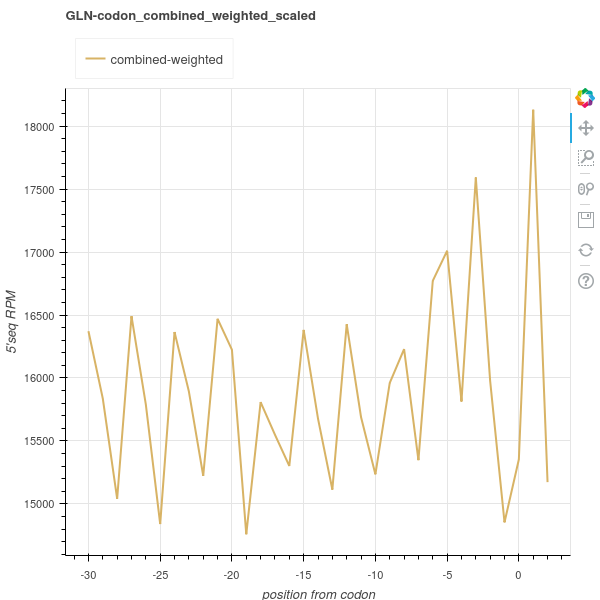 GLN-codon_combined_weighted_scaled
combined-weighted
18000
17500
17000
16500
16000
15500
15000
5'seq RPM
-30 -25 -20 -15 -10 -5 0
position from codon